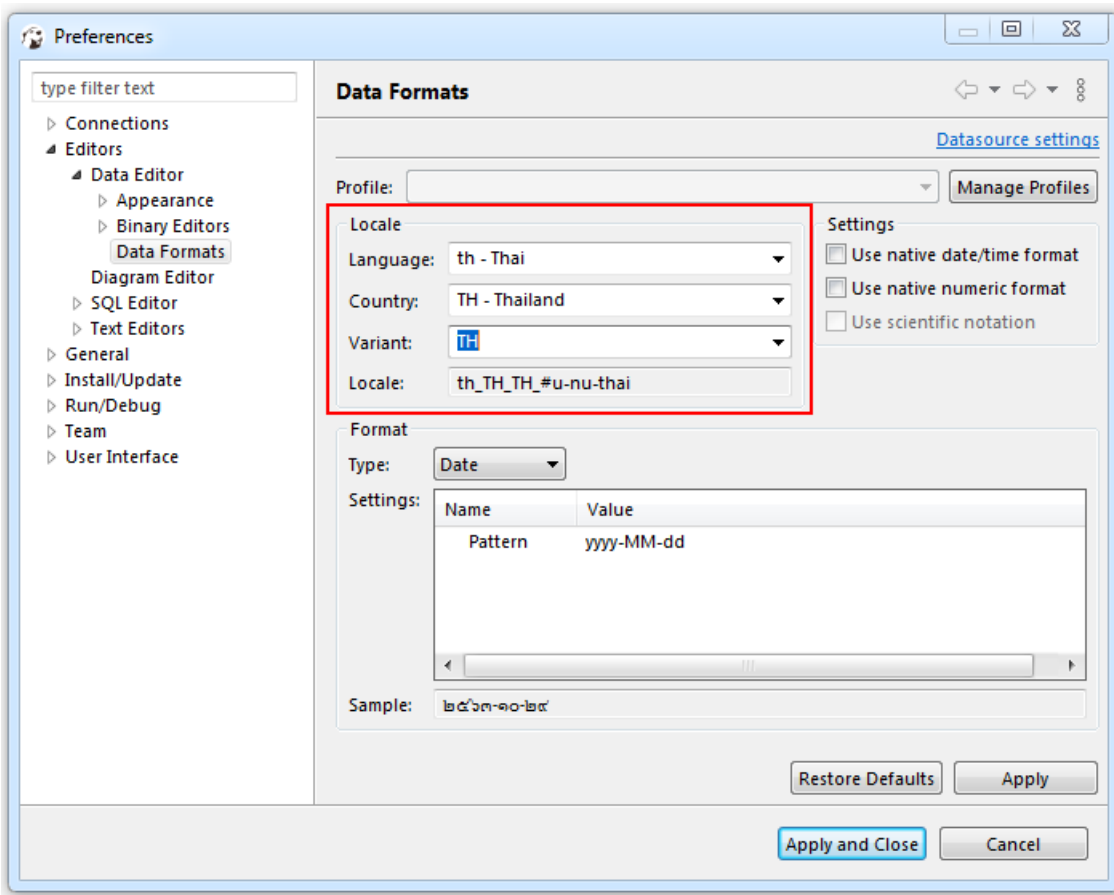 Preferences
type filter text
Connections
Editors
Data Editor
Appearance
Binary Editors
Data Formats
Diagram Editor
SQL Editor
Text Editors
General
Install/Update
Run/Debug
Team
User Interface
Data Formats
Datasource settings
Profile:
Manage Profiles
Locale
Language: th - Thai
Country: TH - Thailand
Variant: TH
Locale: th_TH_TH_#u-nu-thai
Settings
Use native date/time format
Use native numeric format
Use scientific notation
Format
Type: Date
Settings:
Name Value
Pattern yyyy-MM-dd
Sample: ๒๕๖๓-๑๐-๒๙
Restore Defaults Apply
Apply and Close Cancel